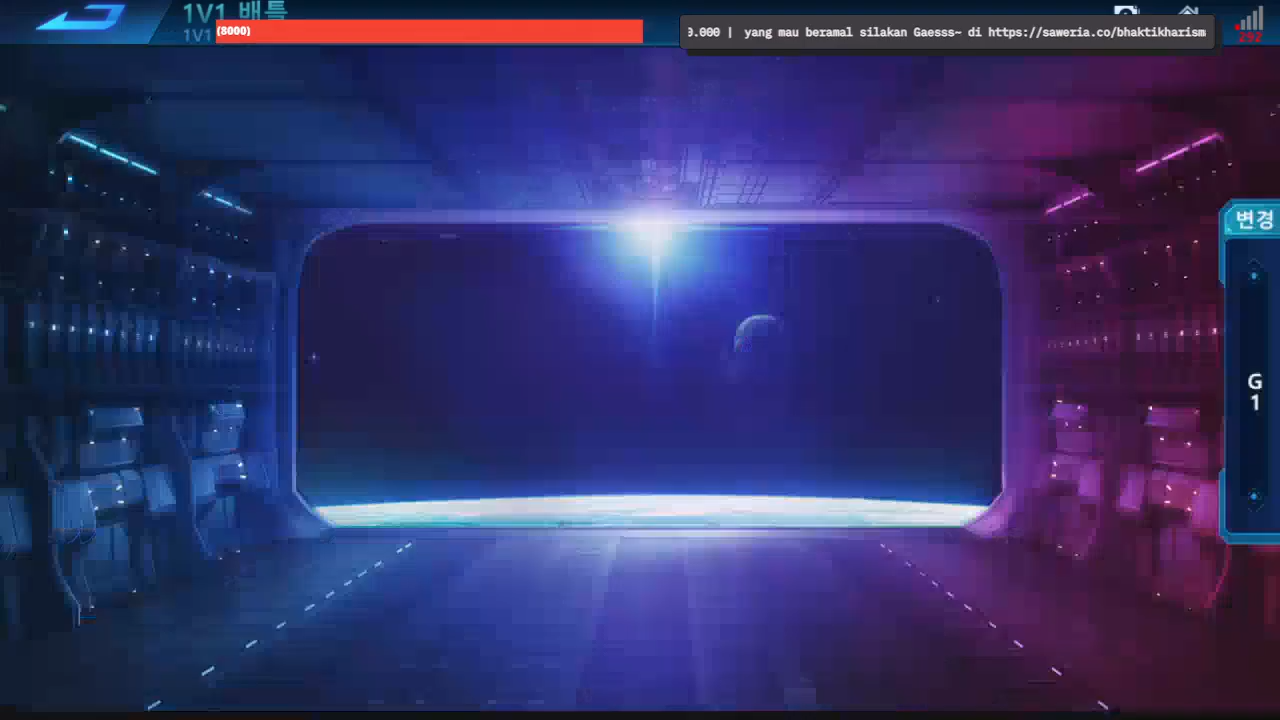 1V1 배틀
1V1
(8000)
0.000 | yang mau beramal silakan Gaesss~ di https://saweria.co/bhaktikharism
292
변경
G
1